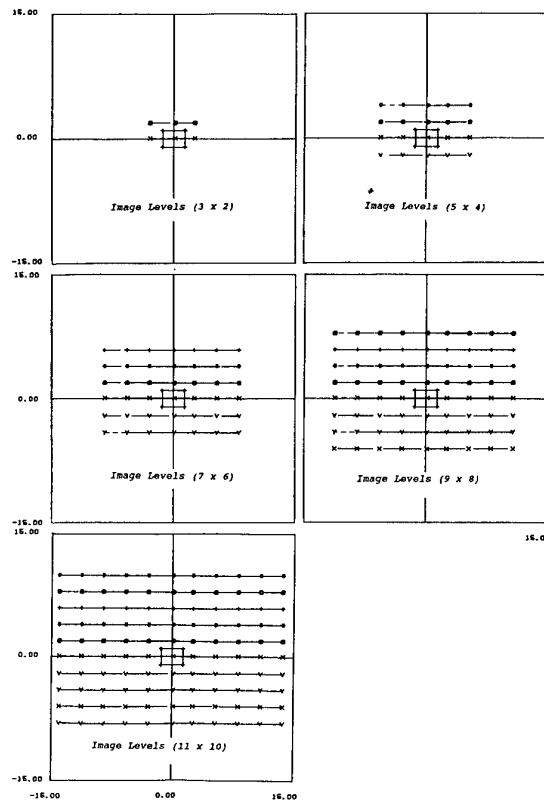 15.00
0.00
Image Levels (3 x 2)
Image Levels (5 x 4)
-15.00
15.00
0.00
Image Levels (7 x 6)
Image Levels (9 x 8)
-15.00
15.00
15.00
0.00
Image Levels (11 x 10)
-15.00
-15.00
0.00
15.00